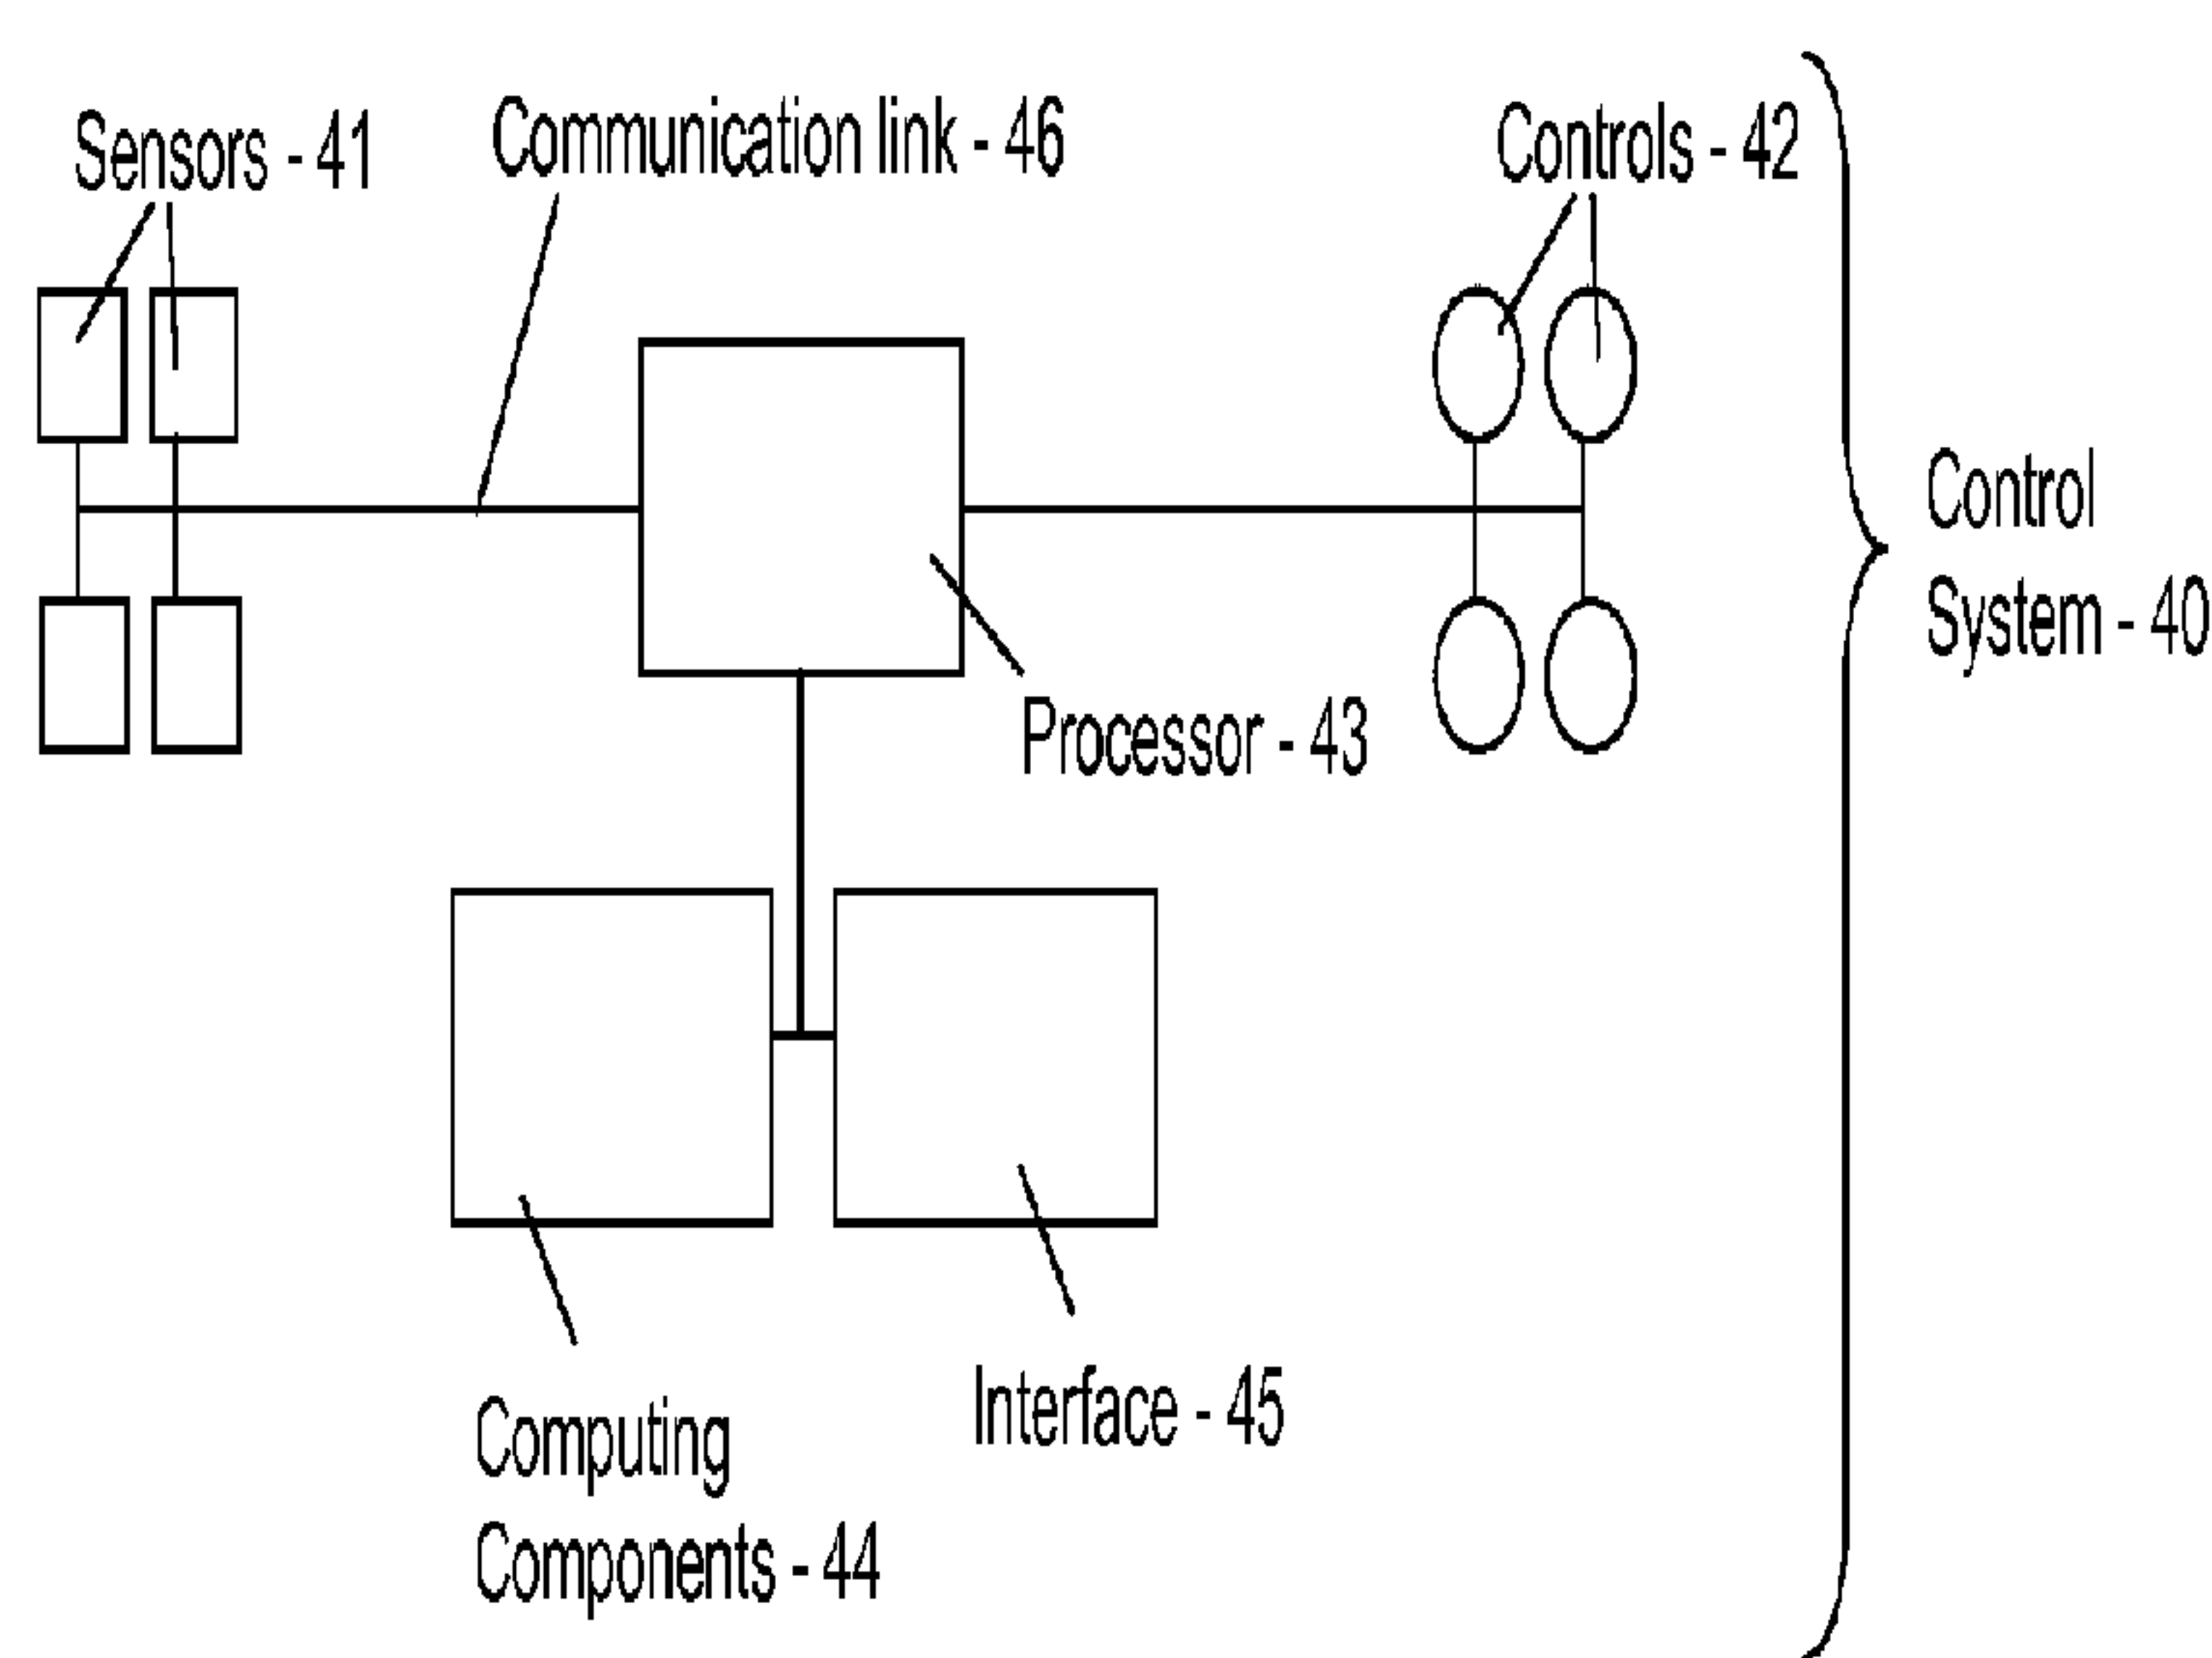 Sensors - 41
Communication link - 46
Controls - 42
Control
System - 40
Processor - 43
Interface - 45
Computing
Components - 44